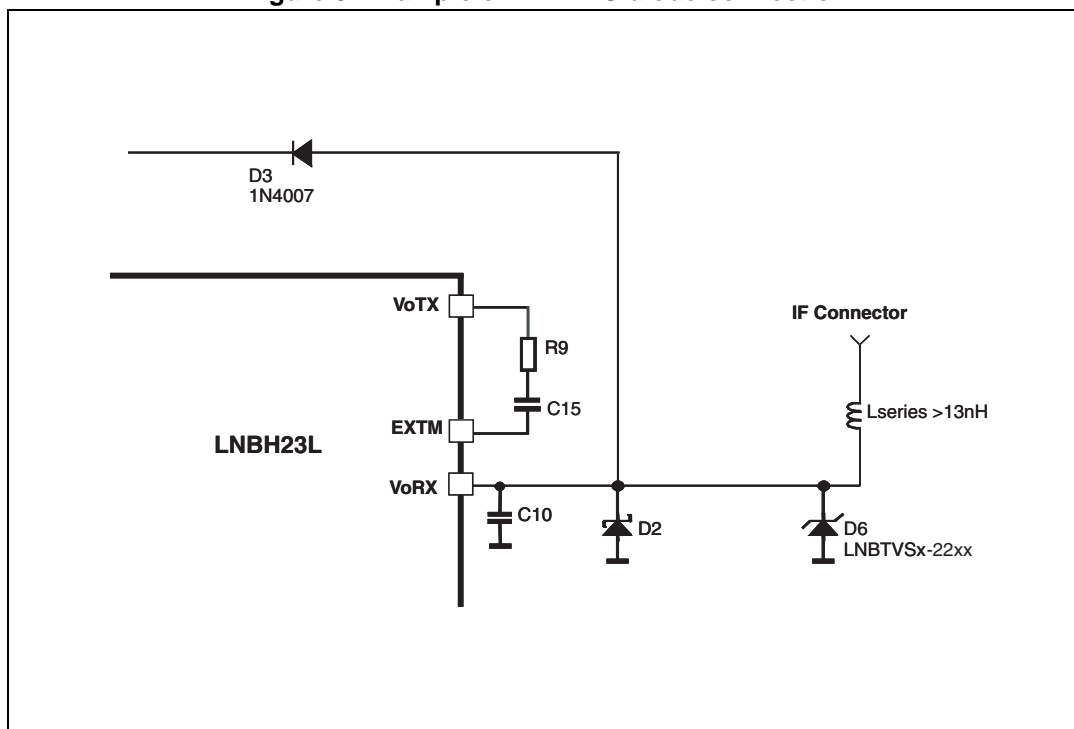 D3
1N4007
VoTX
R9
IF Connector
C15
Lseries >13nH
EXTM
LNBH23L
VoRX
C10
D2
D6
LNBTVSx-22xx